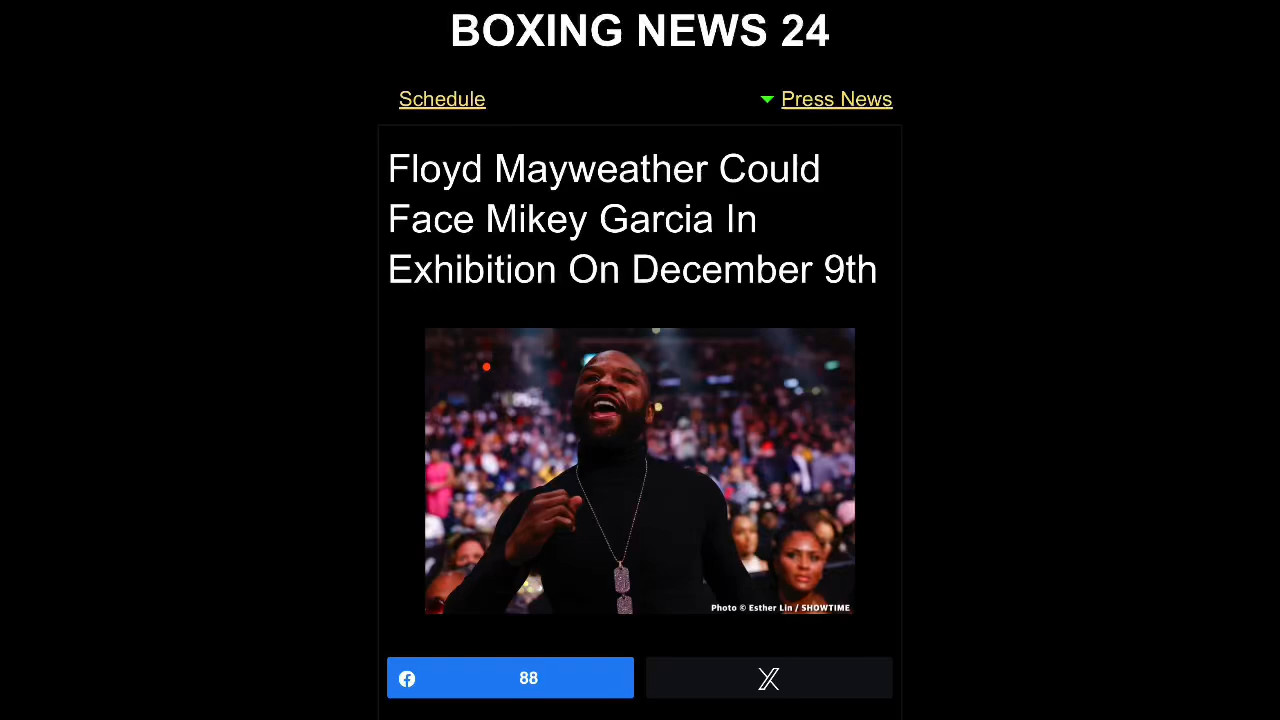 BOXING NEWS 24
Schedule
Press News
Floyd Mayweather Could
Face Mikey Garcia In
Exhibition On December 9th
Photo © Esther Lin / SHOWTIME
88